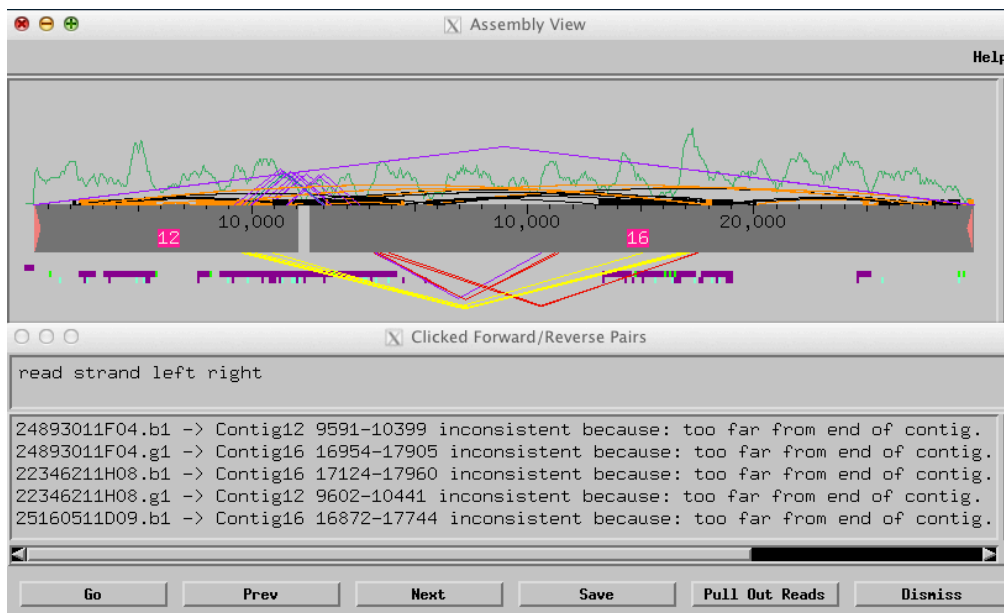 Assembly View
Help
10,000 10,000 20,000
12 16
Clicked Forward/Reverse Pairs
read strand left right
24893011F04.b1 -> Contig12 9591-10399 inconsistent because: too far from end of contig.
24893011F04.g1 -> Contig16 16954-17905 inconsistent because: too far from end of contig.
22346211H08.b1 -> Contig16 17124-17960 inconsistent because: too far from end of contig.
22346211H08.g1 -> Contig12 9602-10441 inconsistent because: too far from end of contig.
25160511D09.b1 -> Contig16 16872-17744 inconsistent because: too far from end of contig.
Go Prev Next Save Pull Out Reads Dismiss